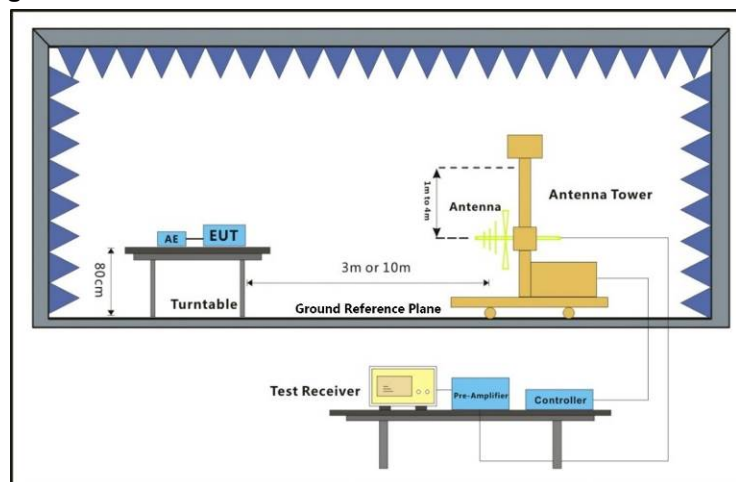 1m to 4m
Antenna
Antenna Tower
AE
EUT
80cm
3m or 10m
Turntable
Ground Reference Plane
Test Receiver
Pre-Amplifier
Controller